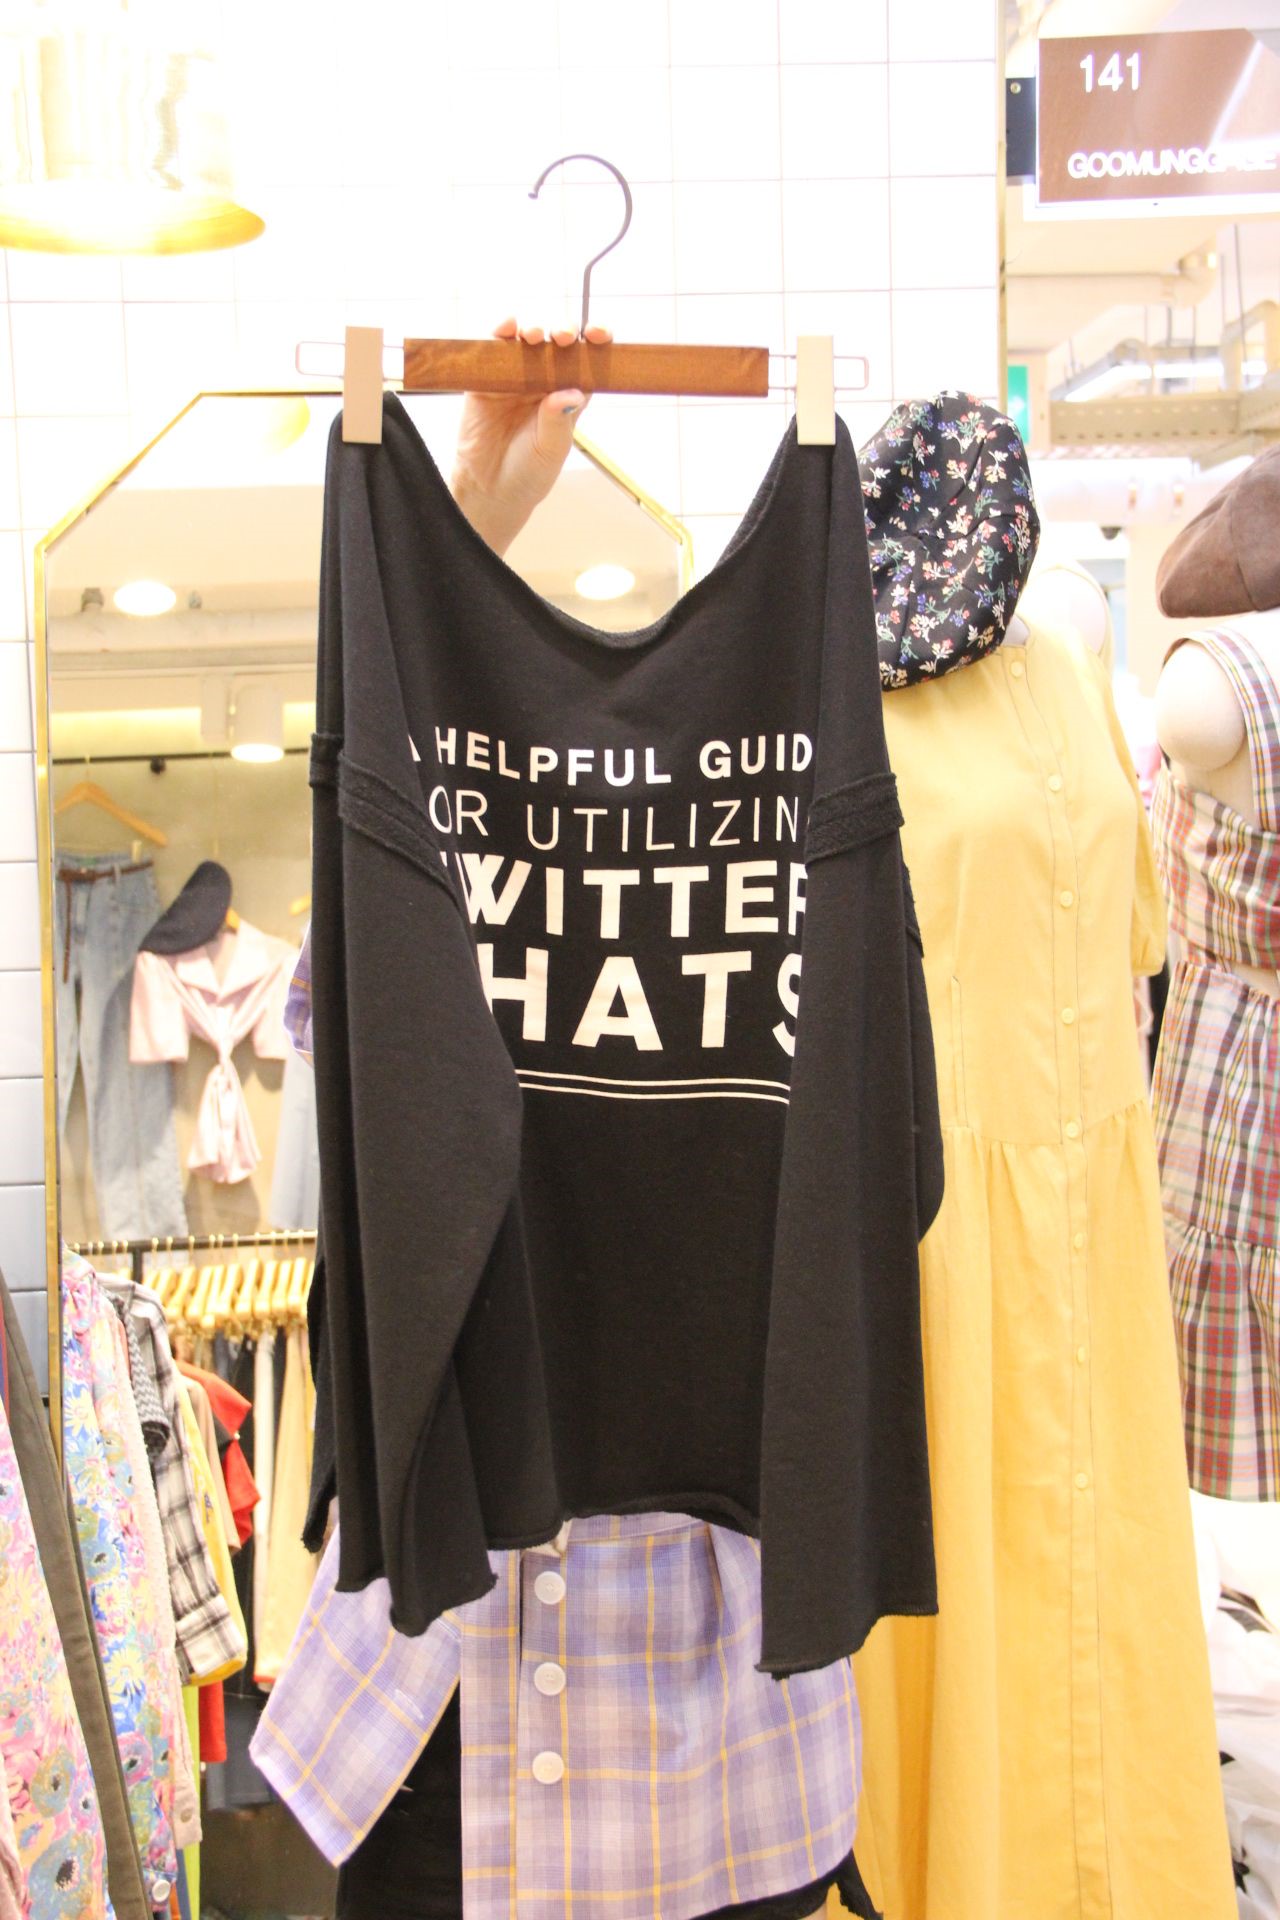 141
HELPFUL GUID
OR UTILIZIN
WITTER
HATS